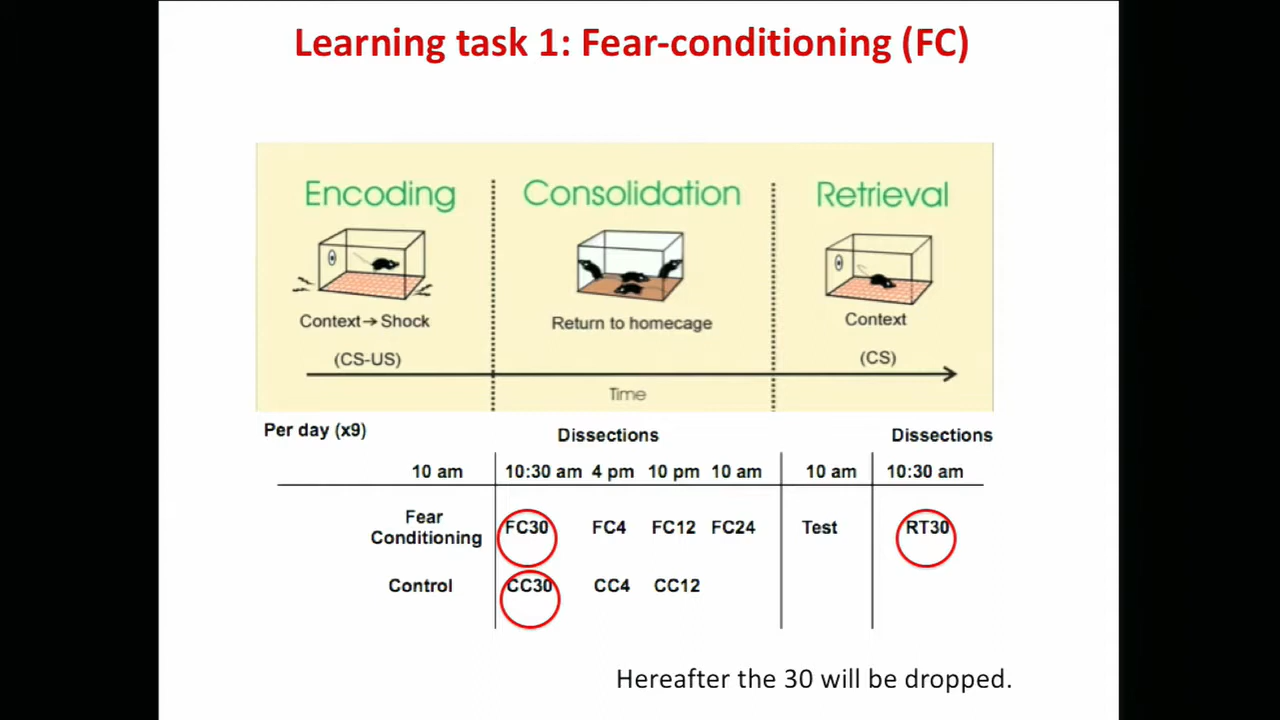 Learning task 1: Fear-conditioning (FC)
Encoding Consolidation Retrieval
Context→Shock Return to homecage Context
(CS-US) (CS)
Time
Per day (x9) Dissections Dissections
10 am 10:30 am 4 pm 10 pm 10 am 10 am 10:30 am
Fear
Conditioning FC30 FC4 FC12 FC24 Test RT30
Control CC30 CC4 CC12
Hereafter the 30 will be dropped.